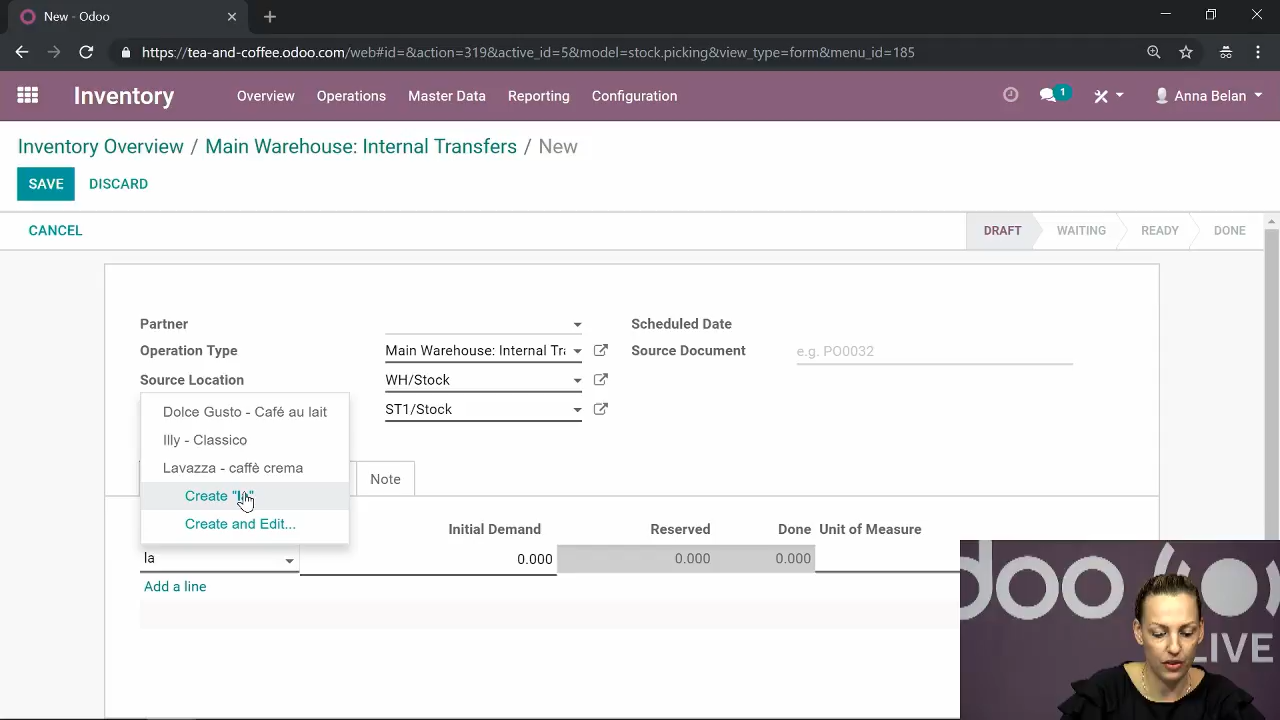 New - Odoo
https://tea-and-coffee.odoo.com/web#id=&action=319&active_id=5&model=stock.picking&view_type=form&menu_id=185
Inventory Overview Operations Master Data Reporting Configuration 1 Anna Belan
Inventory Overview / Main Warehouse: Internal Transfers / New
SAVE DISCARD
CANCEL DRAFT WAITING READY DONE
Partner Scheduled Date
Operation Type Main Warehouse: Internal Tra Source Document e.g. PO0032
Source Location WH/Stock
ST1/Stock
Dolce Gusto - Café au lait
Illy - Classico
Lavazza - caffè crema
Create "la"
Create and Edit...
Note
Initial Demand Reserved Done Unit of Measure
la 0.000 0.000 0.000
Add a line
doo
LIVE